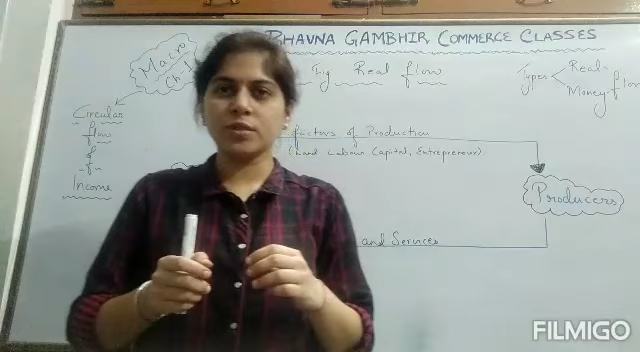 BHAVNA GAMBHIR COMMERCE CLASSES
Macro
Ch-1
Fig Real flow
Types
Real
Money flow
Circular
flow
of
Income
factors of Production
(Land Labour Capital, Entrepreneur)
Producers
and Services
FILMIGO